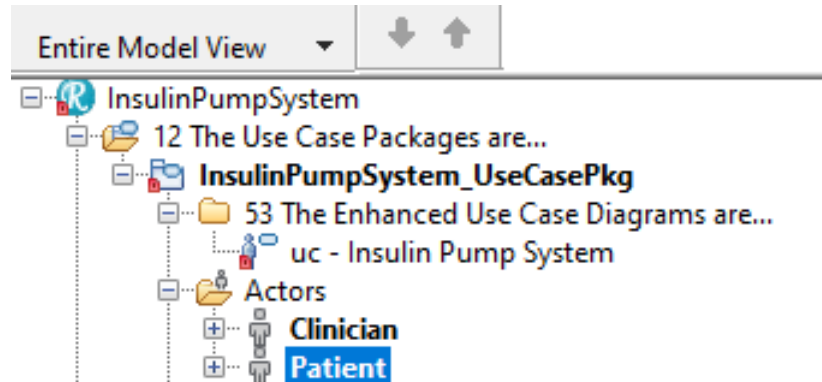 Entire Model View
InsulinPumpSystem
12 The Use Case Packages are...
InsulinPumpSystem_UseCasePkg
53 The Enhanced Use Case Diagrams are...
uc - Insulin Pump System
Actors
Clinician
Patient